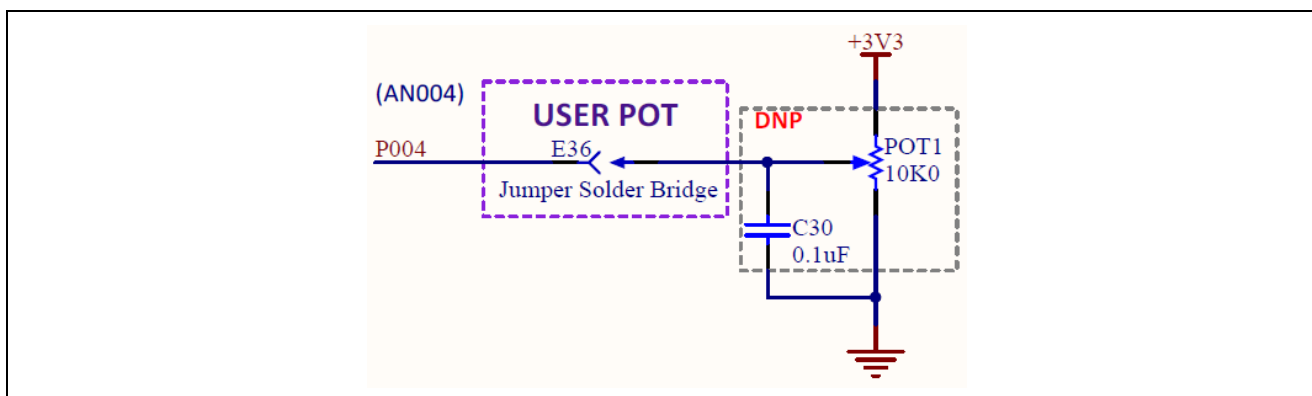 +3V3
(AN004)
USER POT
DNP
P004
E36
POT1
10K0
Jumper Solder Bridge
C30
0.1uF